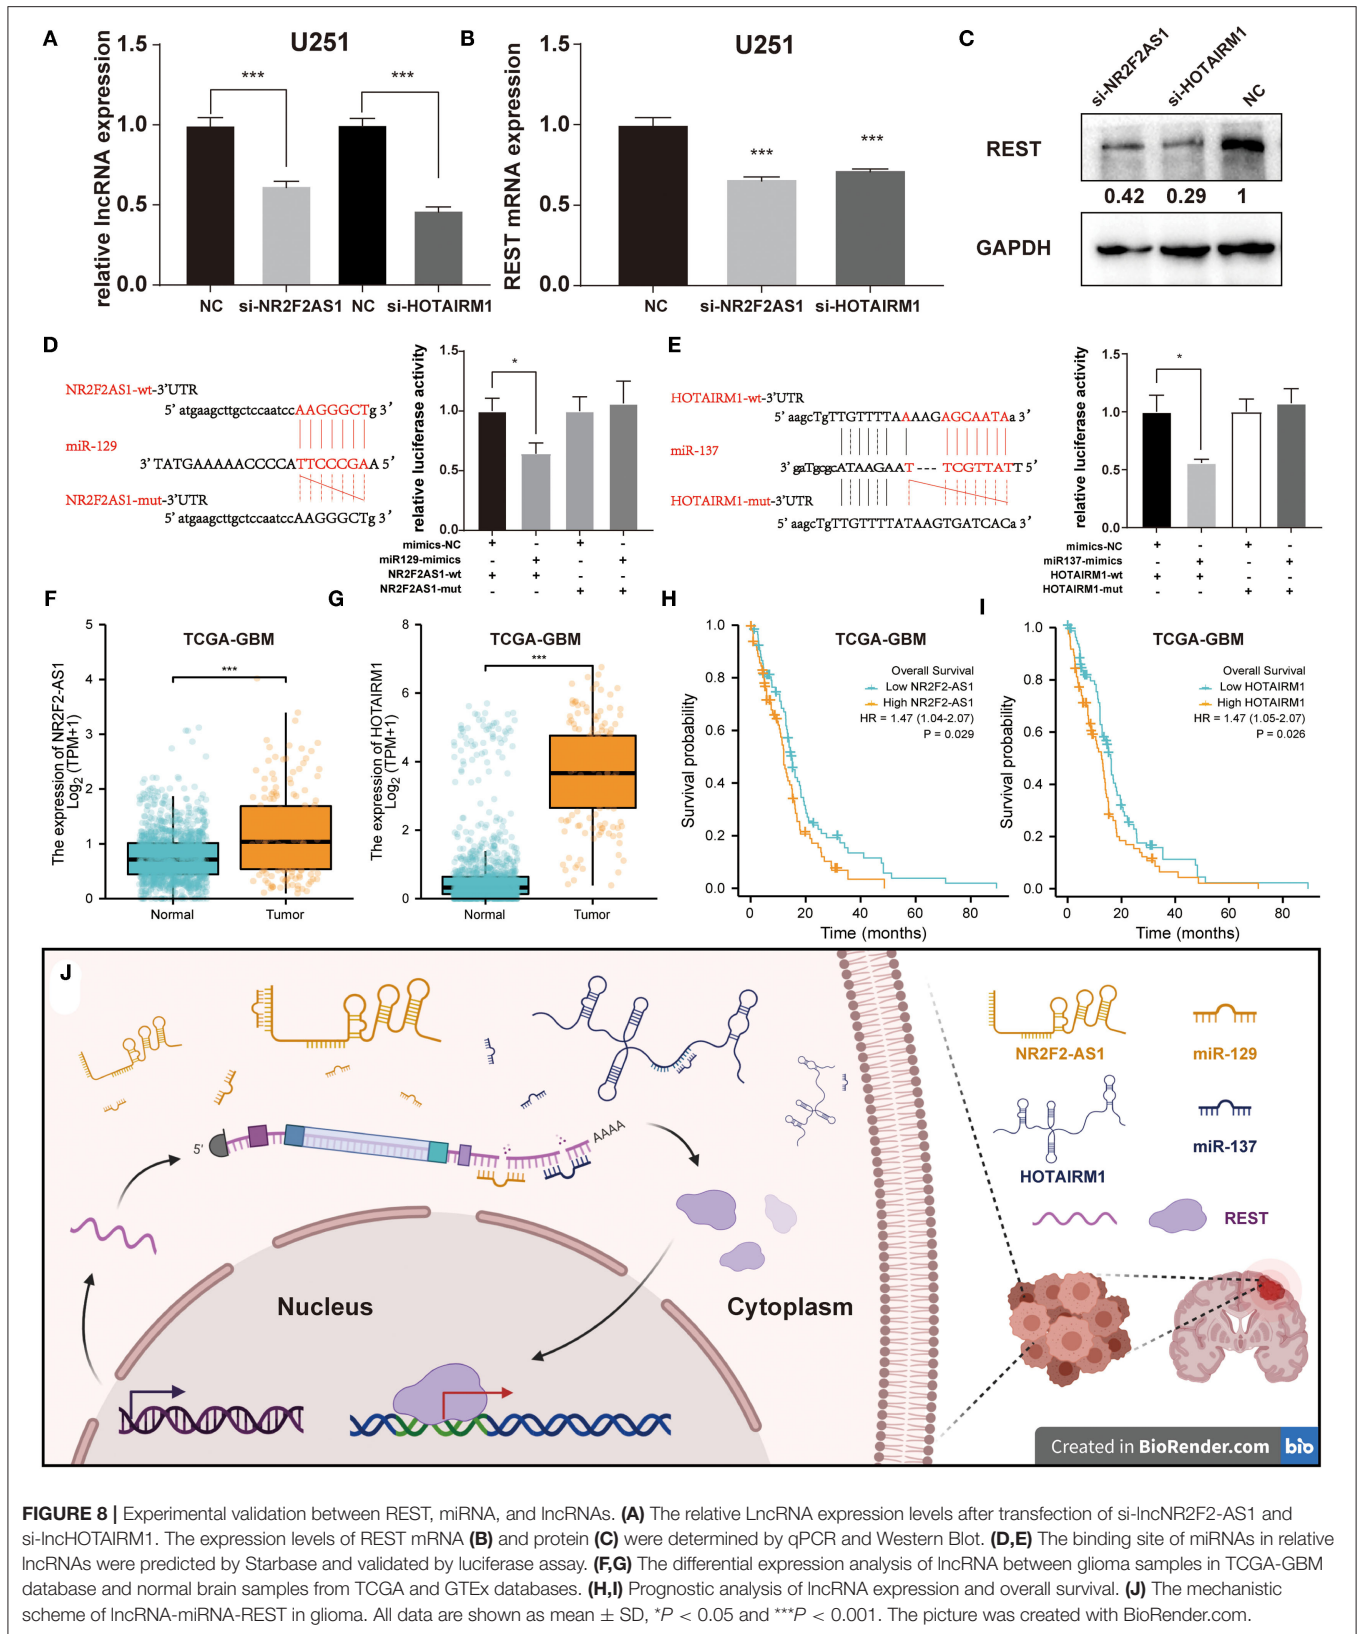 A
U251
relative lncRNA expression
1.5
1.0
0.5
0.0
***
***
NC
si-NR2F2AS1
NC
si-HOTAIRM1
B
U251
REST mRNA expression
1.5
1.0
0.5
0.0
***
***
NC
si-NR2F2AS1
si-HOTAIRM1
C
si-NR2F2AS1
si-HOTAIRM1
NC
REST
0.42 0.29 1
GAPDH
D
NR2F2AS1-wt-3'UTR
5' atgaagcttgctccaatccAAGGGCTg 3'
miR-129
3' TATGAAAAACCCCATTCCCGAA 5'
NR2F2AS1-mut-3'UTR
5' atgaagcttgctccaatccAAGGGCTg 3'
relative luciferase activity
1.5
1.0
0.5
0.0
*
mimics-NC + - + -
miR129-mimics - + - +
NR2F2AS1-wt + + - -
NR2F2AS1-mut - - + +
E
HOTAIRM1-wt-3'UTR
5' aagcTgTTGTTTTAAAAGAGCAATAa 3'
miR-137
3' gaTgcgcATAAGAAT---TCGTTATT 5'
HOTAIRM1-mut-3'UTR
5' aagcTgTTGTTTTATAAGTGATCACa 3'
relative luciferase activity
1.5
1.0
0.5
0.0
*
mimics-NC + - + -
miR137-mimics - + - +
HOTAIRM1-wt + + - -
HOTAIRM1-mut - - + +
F
TCGA-GBM
The expression of NR2F2-AS1
Log2 (TPM+1)
5
4
3
2
1
0
***
Normal
Tumor
G
TCGA-GBM
The expression of HOTAIRM1
Log2 (TPM+1)
8
6
4
2
0
***
Normal
Tumor
H
TCGA-GBM
Overall Survival
Low NR2F2-AS1
High NR2F2-AS1
HR = 1.47 (1.04-2.07)
P = 0.029
Survival probability
1.0
0.8
0.6
0.4
0.2
0.0
0 20 40 60 80
Time (months)
I
TCGA-GBM
Overall Survival
Low HOTAIRM1
High HOTAIRM1
HR = 1.47 (1.05-2.07)
P = 0.026
Survival probability
1.0
0.8
0.6
0.4
0.2
0.0
0 20 40 60 80
Time (months)
J
5'
AAAA
Nucleus
Cytoplasm
NR2F2-AS1
miR-129
HOTAIRM1
miR-137
REST
Created in BioRender.com
bio
FIGURE 8 | Experimental validation between REST, miRNA, and lncRNAs. (A) The relative LncRNA expression levels after transfection of si-lncNR2F2-AS1 and
si-lncHOTAIRM1. The expression levels of REST mRNA (B) and protein (C) were determined by qPCR and Western Blot. (D,E) The binding site of miRNAs in relative
lncRNAs were predicted by Starbase and validated by luciferase assay. (F,G) The differential expression analysis of lncRNA between glioma samples in TCGA-GBM
database and normal brain samples from TCGA and GTEx databases. (H,I) Prognostic analysis of lncRNA expression and overall survival. (J) The mechanistic
scheme of lncRNA-miRNA-REST in glioma. All data are shown as mean ± SD, *P < 0.05 and ***P < 0.001. The picture was created with BioRender.com.